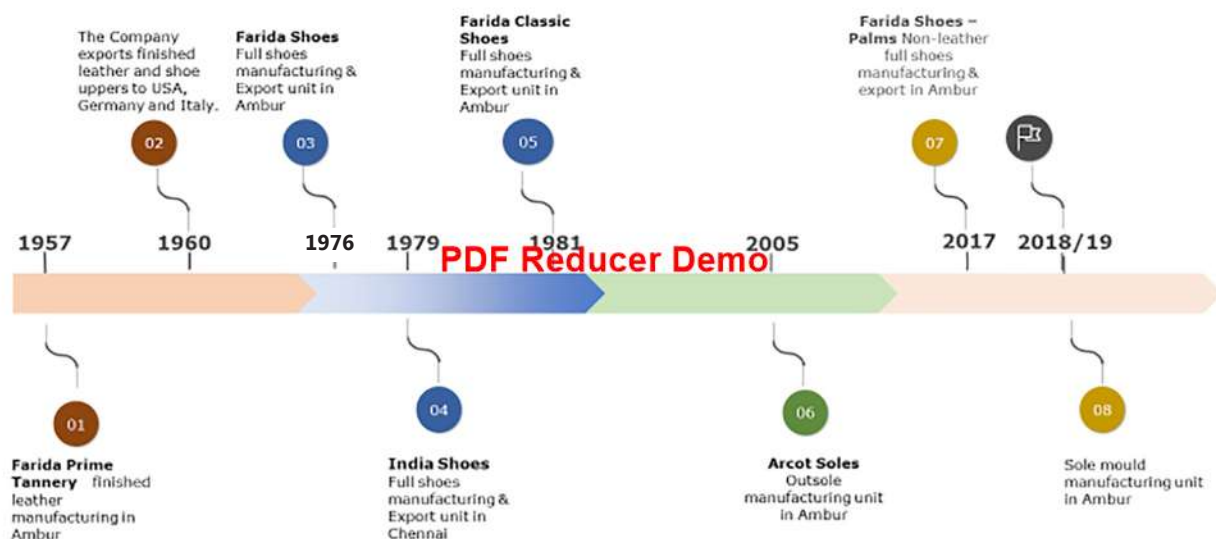 The Company
exports finished
leather and shoe
uppers to USA,
Germany and Italy.
02
Farida Shoes
Full shoes
manufacturing &
Export unit in
Ambur
03
Farida Classic
Shoes
Full shoes
manufacturing &
Export unit in
Ambur
05
Farida Shoes –
Palms Non-leather
full shoes
manufacturing &
export in Ambur
07
1957
1960
1976
1979
1981
2005
2017
2018/19
PDF Reducer Demo
01
Farida Prime
Tannery finished
leather
manufacturing in
Ambur
04
India Shoes
Full shoes
manufacturing &
Export unit in
Chennai
06
Arcot Soles
Outsole
manufacturing unit
in Ambur
08
Sole mould
manufacturing unit
in Ambur